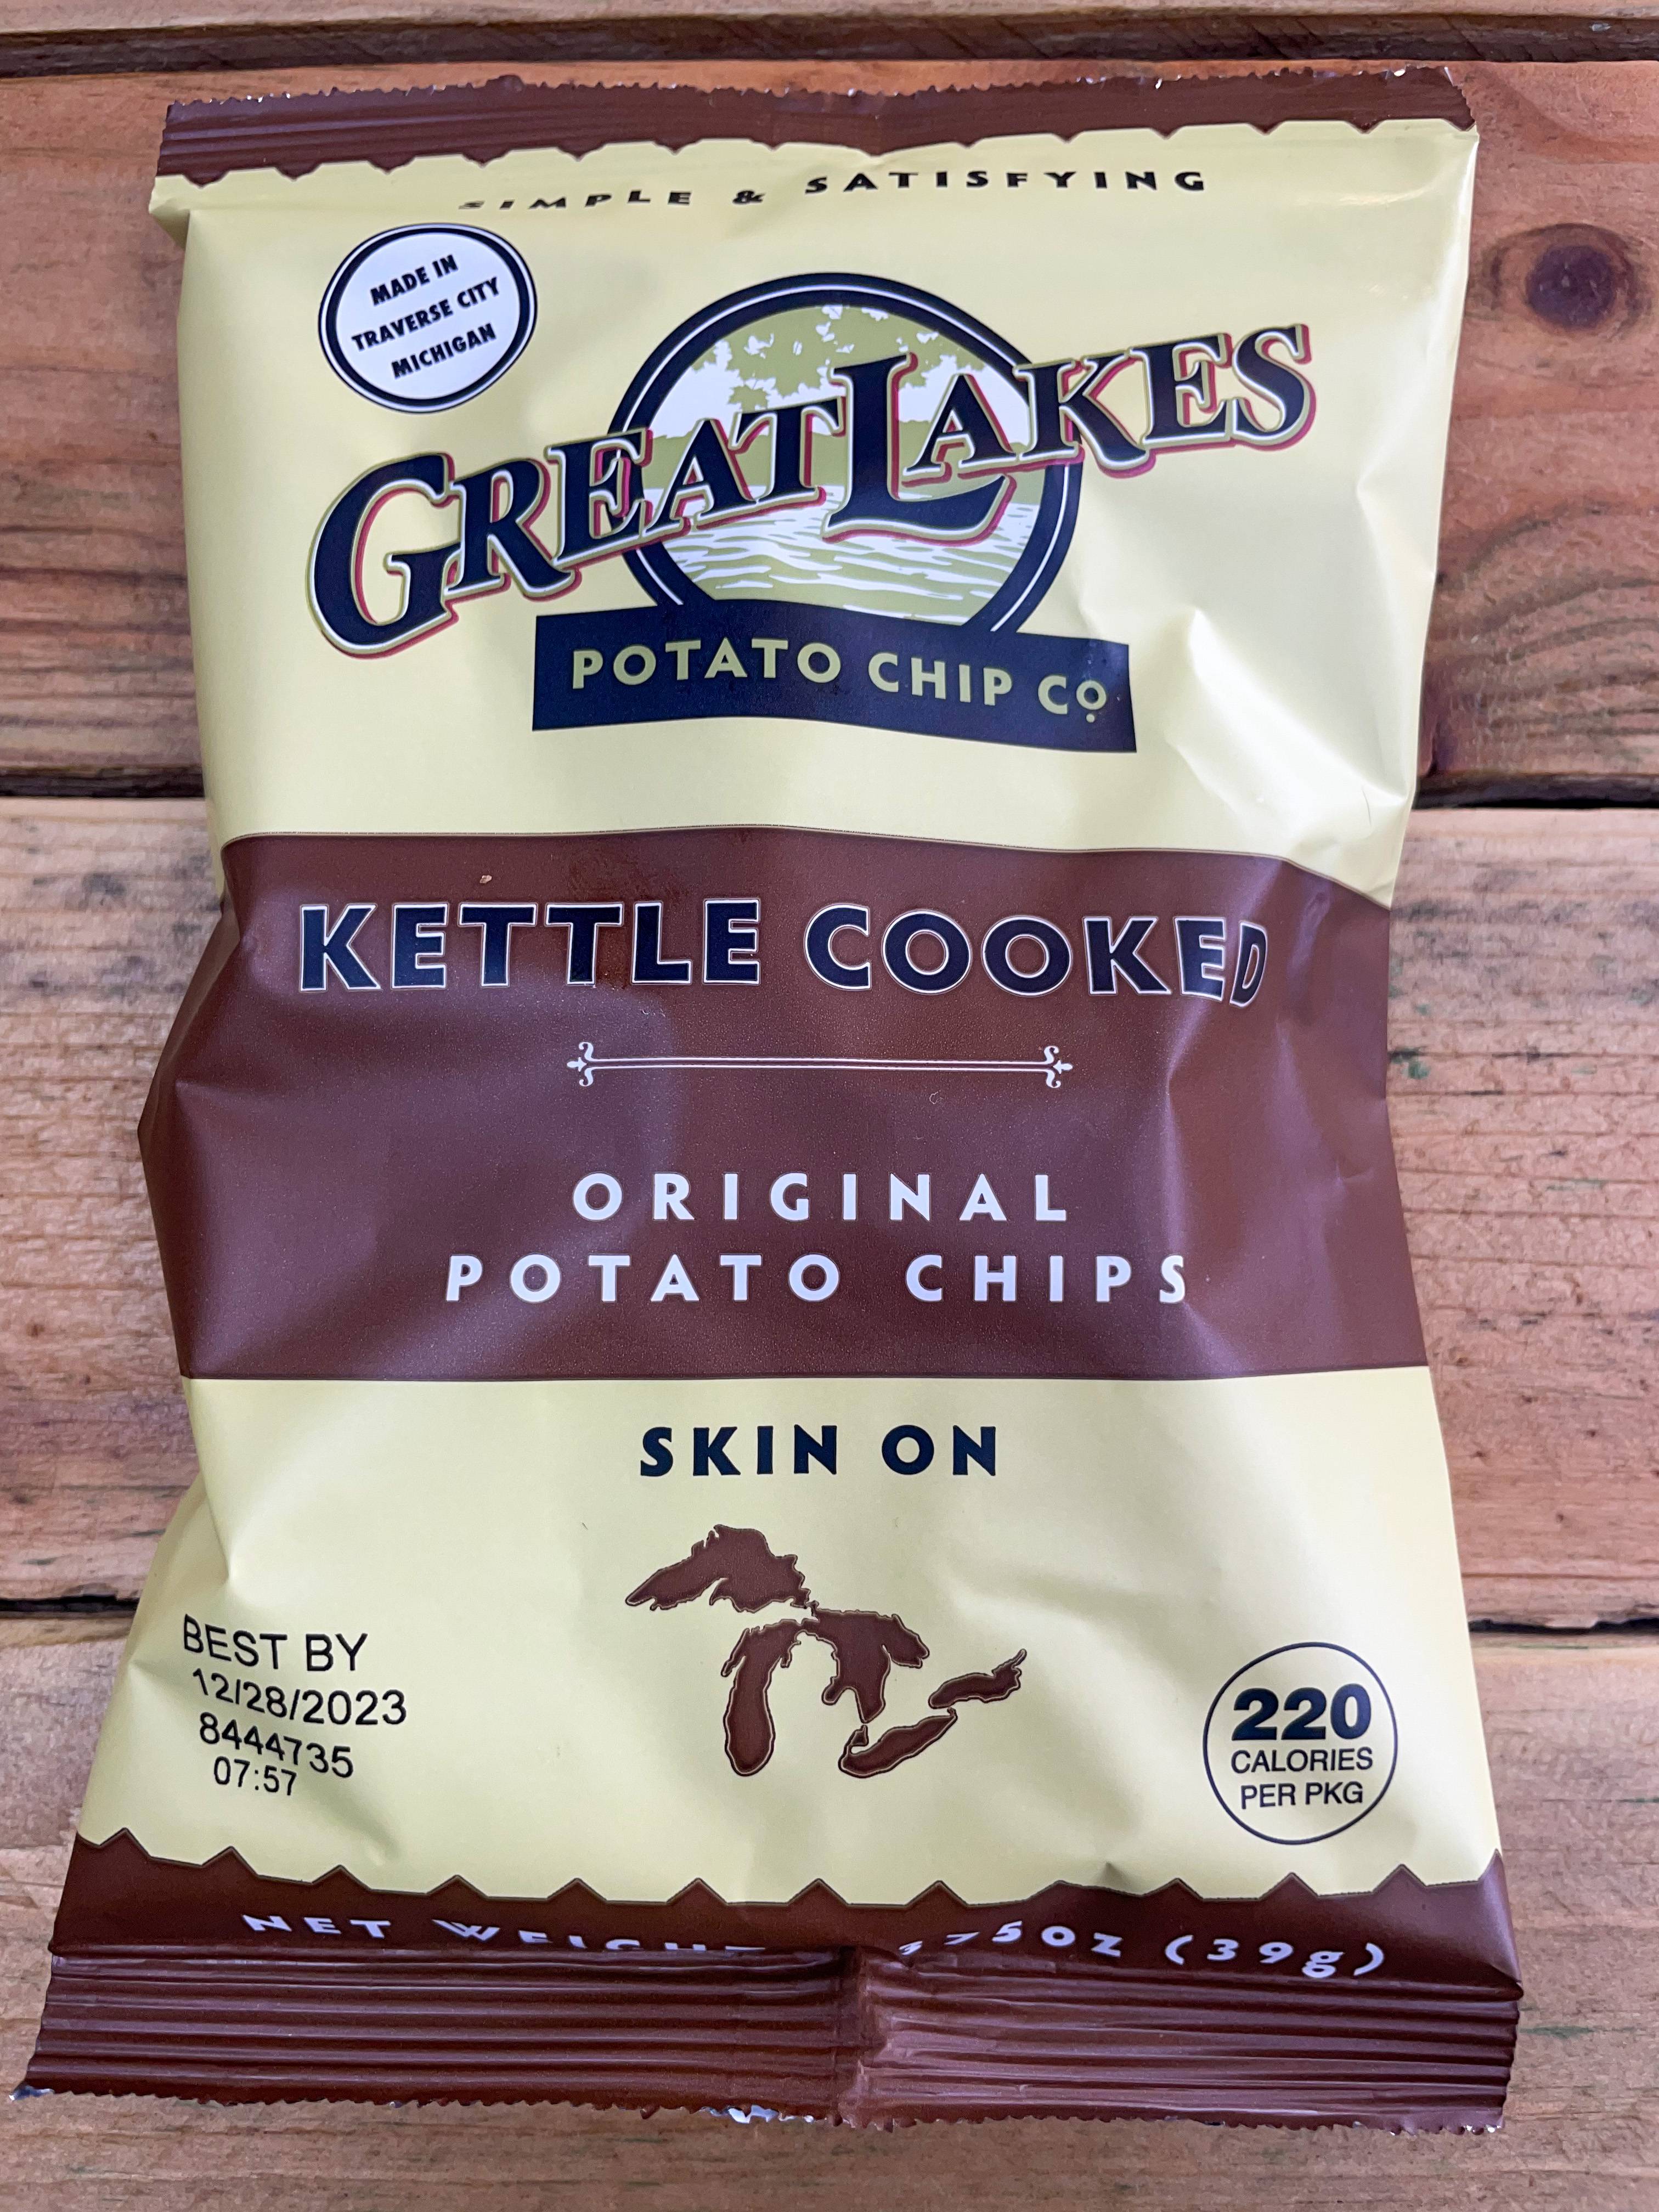 SIMPLE & SATISFYING
MADE IN
TRAVERSE CITY
MICHIGAN
GREAT LAKES
POTATO CHIP CO.
KETTLE COOKED
ORIGINAL
POTATO CHIPS
SKIN ON
BEST BY
12/28/2023
8444735
07:57
220
CALORIES
PER PKG
NET WEIGHT (39g)